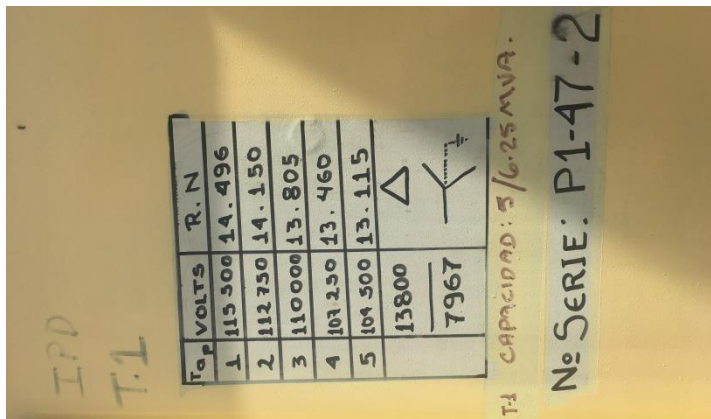 IPD
T.1
Tap VOLTS R.N
1 115 500 14.496
2 112 750 14.150
3 110000 13.805
4 107 250 13.460
5 104 500 13.115
13800
7967
T.1 CAPACIDAD: 5/6.25 MVA.
No SERIE: P1-47-2